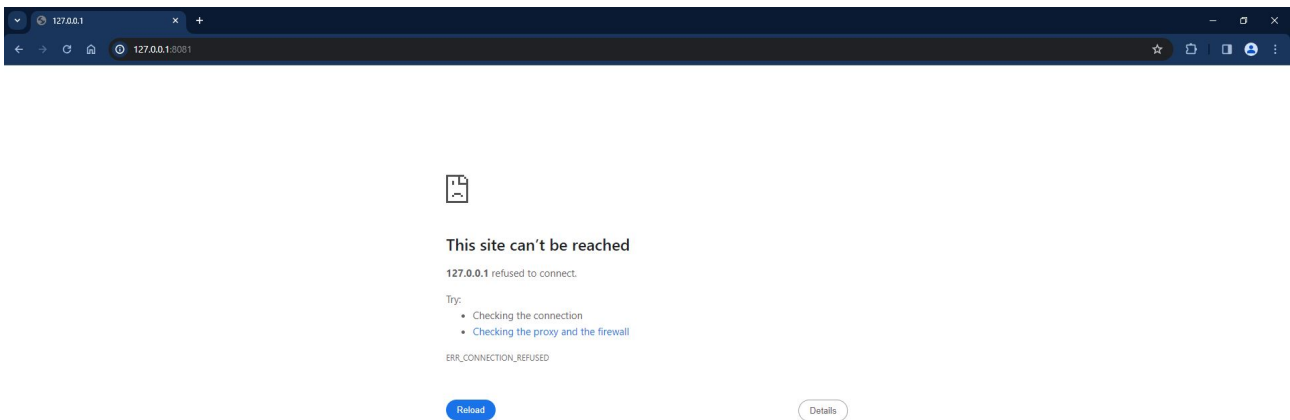 127.0.0.1
127.0.0.1:8081
This site can't be reached
127.0.0.1 refused to connect.
Try:
• Checking the connection
• Checking the proxy and the firewall
ERR_CONNECTION_REFUSED
Reload Details